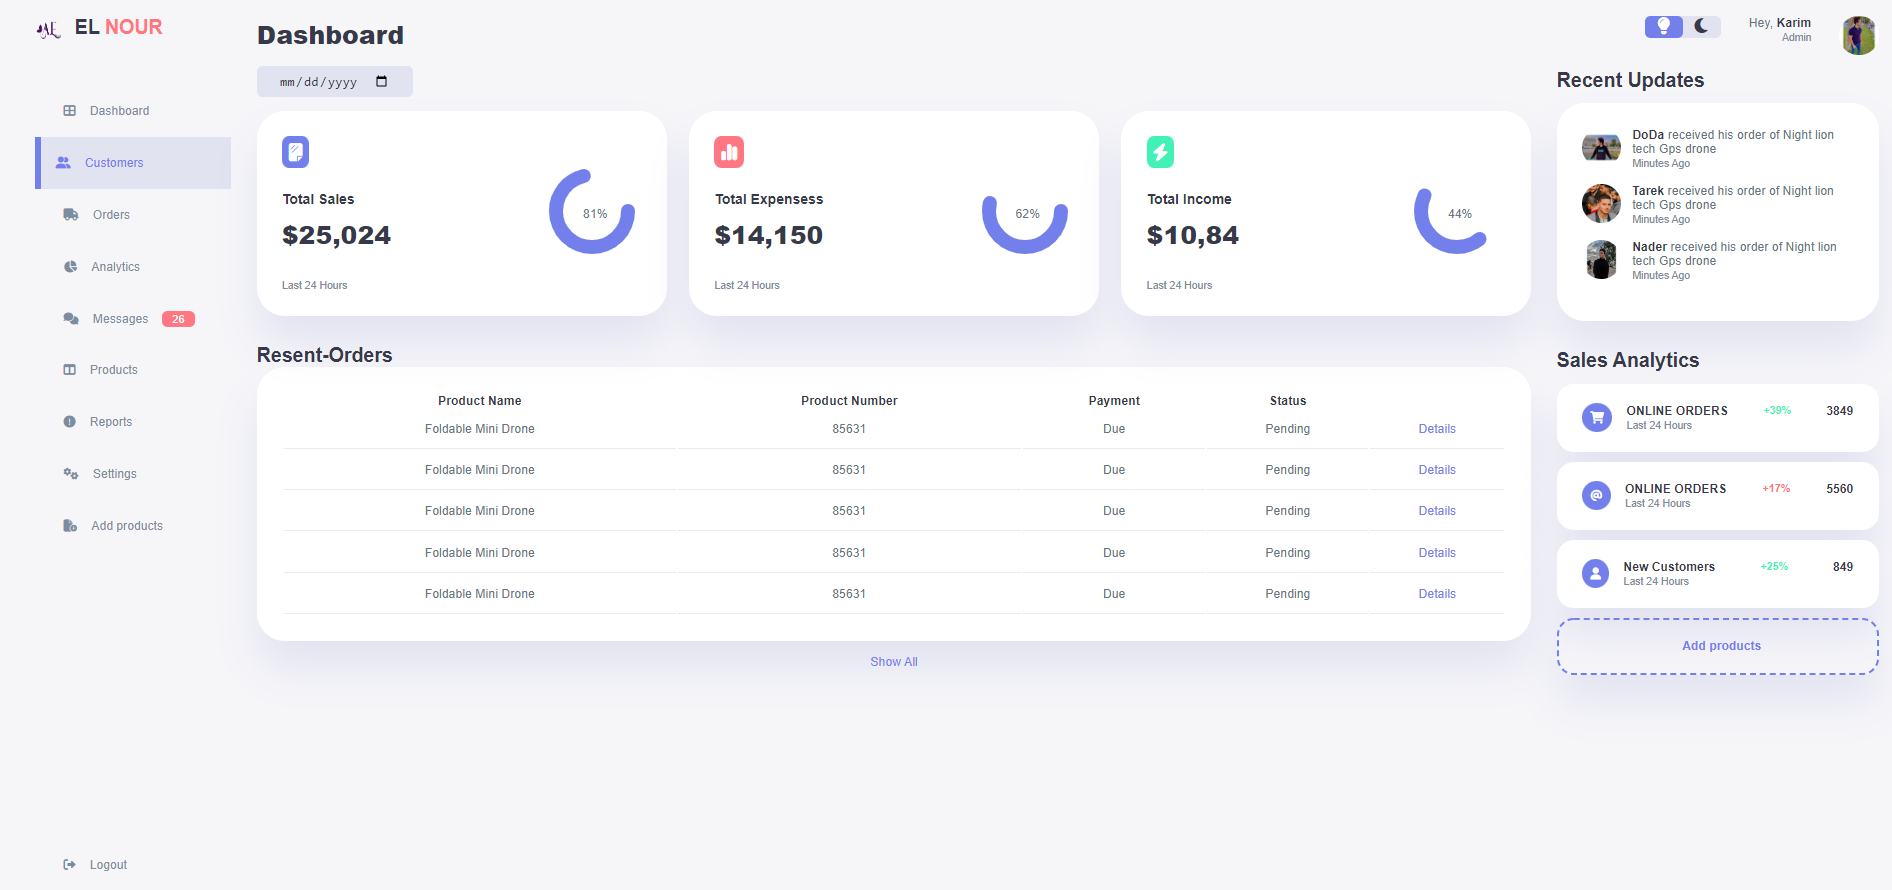 EL NOUR
Dashboard
Customers
Orders
Analytics
Messages 26
Products
Reports
Settings
Add products
Logout
Dashboard
mm/dd/yyyy
Total Sales
$25,024
81%
Last 24 Hours
Total Expensess
$14,150
62%
Last 24 Hours
Total Income
$10,84
44%
Last 24 Hours
Resent-Orders
Product Name Product Number Payment Status
Foldable Mini Drone 85631 Due Pending Details
Foldable Mini Drone 85631 Due Pending Details
Foldable Mini Drone 85631 Due Pending Details
Foldable Mini Drone 85631 Due Pending Details
Foldable Mini Drone 85631 Due Pending Details
Show All
Hey, Karim
Admin
Recent Updates
DoDa received his order of Night lion
tech Gps drone
Minutes Ago
Tarek received his order of Night lion
tech Gps drone
Minutes Ago
Nader received his order of Night lion
tech Gps drone
Minutes Ago
Sales Analytics
ONLINE ORDERS +39% 3849
Last 24 Hours
ONLINE ORDERS +17% 5560
Last 24 Hours
New Customers +25% 849
Last 24 Hours
Add products